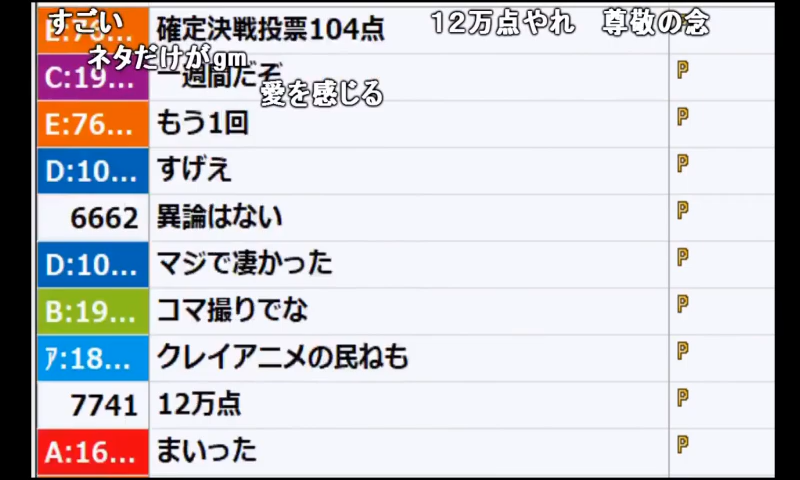 すごい
12万点やれ 尊敬の念
E:76... 確定決戦投票104点
ネタだけがgm
C:19... 一週間だぞ P
愛を感じる
E:76... もう1回 P
D:10... すげえ P
6662 異論はない P
D:10... マジで凄かった P
B:19... コマ撮りでな P
ｱ:18... クレイアニメの民ねも P
7741 12万点 P
A:16... まいった P